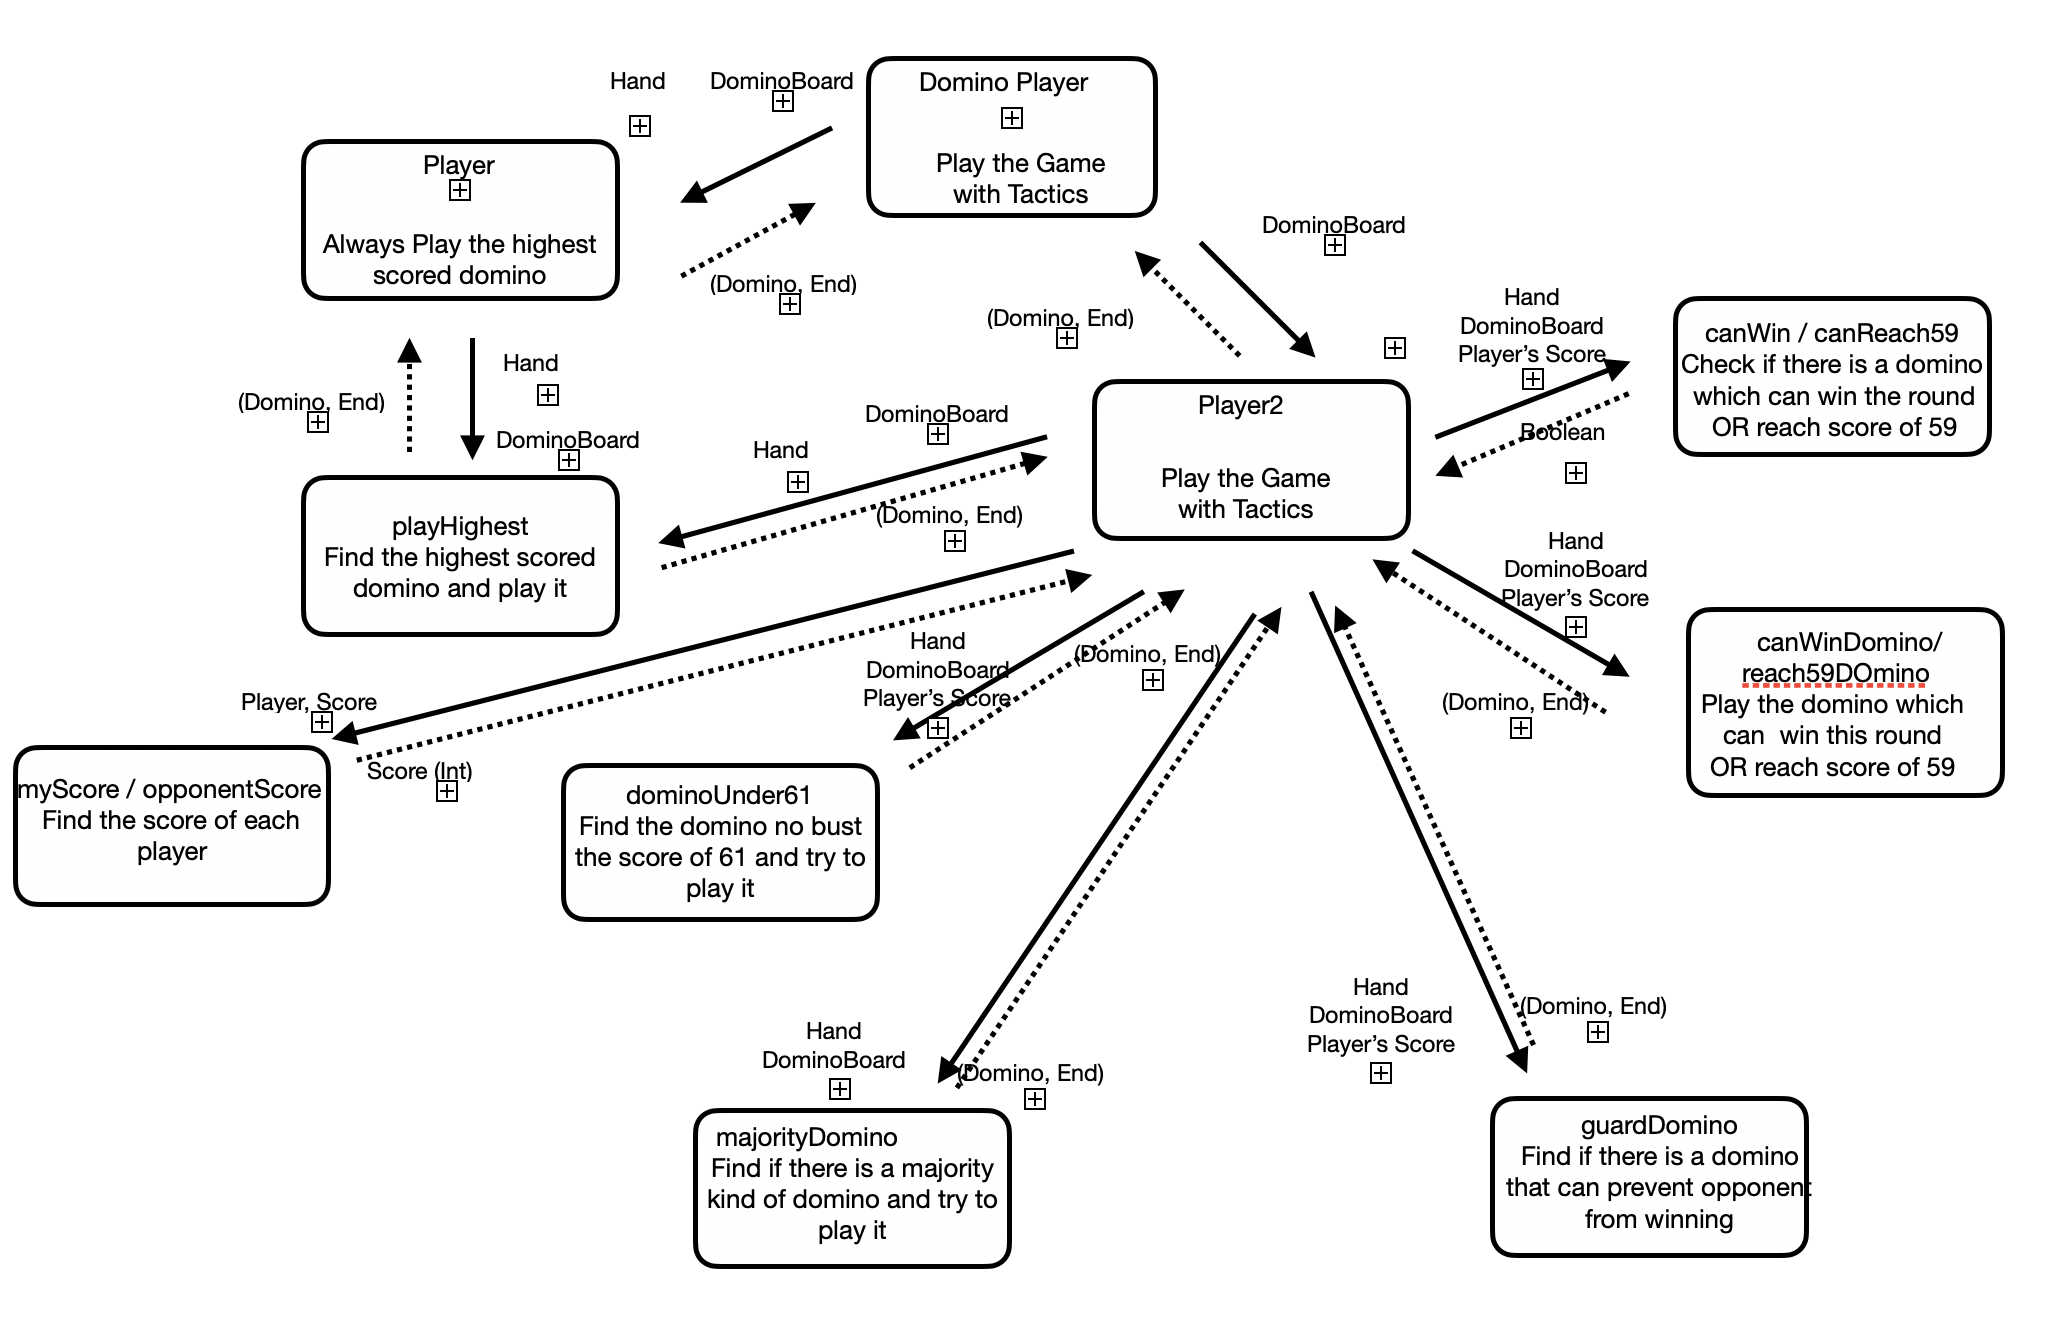 Hand
DominoBoard
Domino Player
Play the Game
with Tactics
Player
Always Play the highest
scored domino
(Domino, End)
DominoBoard
(Domino, End)
Hand
DominoBoard
Player’s Score
canWin / canReach59
Check if there is a domino
which can win the round
OR reach score of 59
Boolean
(Domino, End)
Hand
DominoBoard
DominoBoard
Hand
(Domino, End)
Player2
Play the Game
with Tactics
playHighest
Find the highest scored
domino and play it
Hand
DominoBoard
Player’s Score
(Domino, End)
canWinDomino/
reach59DOmino
Play the domino which
can  win this round
OR reach score of 59
Player, Score
Score (Int)
myScore / opponentScore
Find the score of each
player
Hand
DominoBoard
Player’s Score
(Domino, End)
dominoUnder61
Find the domino no bust
the score of 61 and try to
play it
Hand
DominoBoard
(Domino, End)
majorityDomino
Find if there is a majority
kind of domino and try to
play it
Hand
DominoBoard
Player’s Score
(Domino, End)
guardDomino
Find if there is a domino
that can prevent opponent
from winning